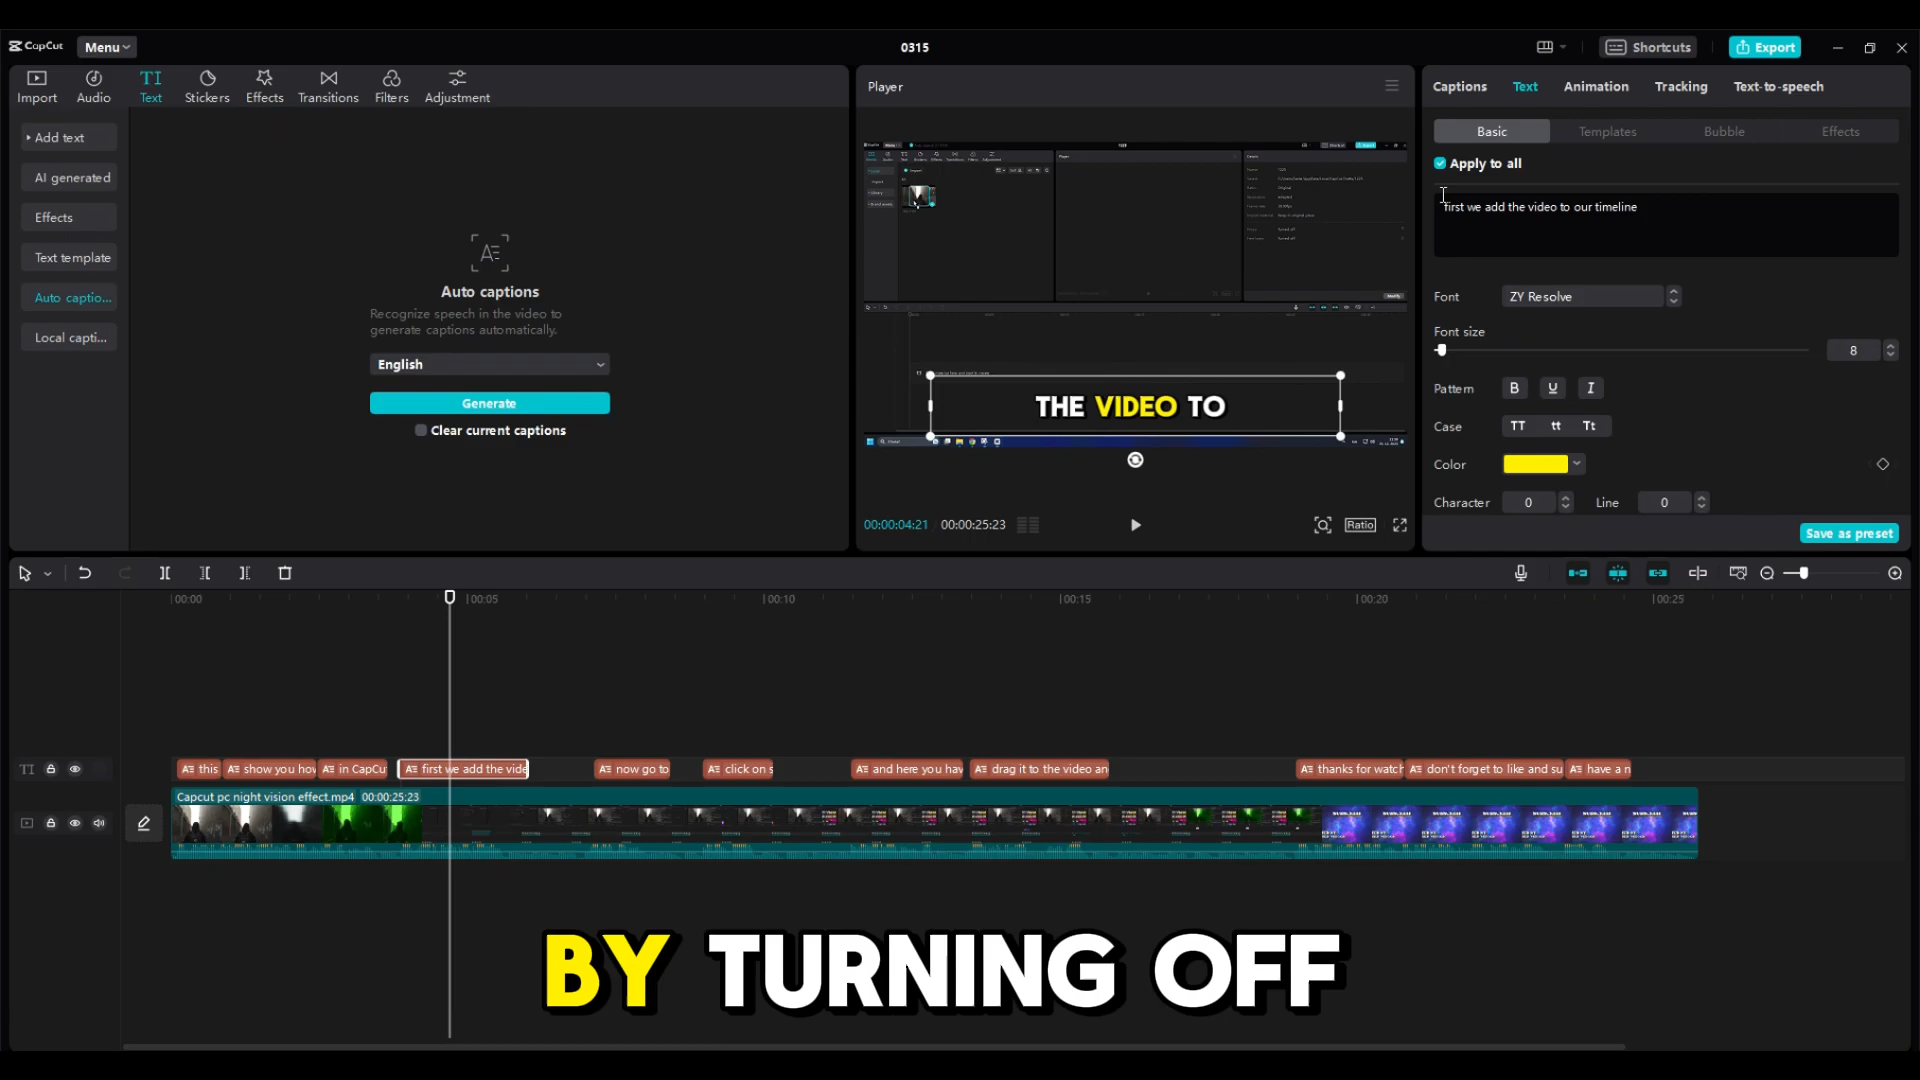 CapCut
Menu
0315
Shortcuts
Export
Import
Audio
TI
Text
Stickers
Effects
Transitions
Filters
Adjustment
Add text
AI generated
Effects
Text template
Auto captio...
Local capti...
Auto captions
Recognize speech in the video to
generate captions automatically.
English
Generate
Clear current captions
Player
THE VIDEO TO
00:00:04:21
00:00:25:23
Ratio
Captions
Text
Animation
Tracking
Text-to-speech
Basic
Templates
Bubble
Effects
Apply to all
first we add the video to our timeline
Font
ZY Resolve
Font size
8
Pattern
B
U
I
Case
TT
tt
Tt
Color
Character
0
Line
0
Save as preset
00:00
00:05
00:10
00:15
00:20
00:25
TI
this
show you hov
in CapCu
first we add the vide
now go to
click on s
and here you hav
drag it to the video an
thanks for watch
don't forget to like and su
have a n
Capcut pc night vision effect.mp4 00:00:25:23
BY TURNING OFF